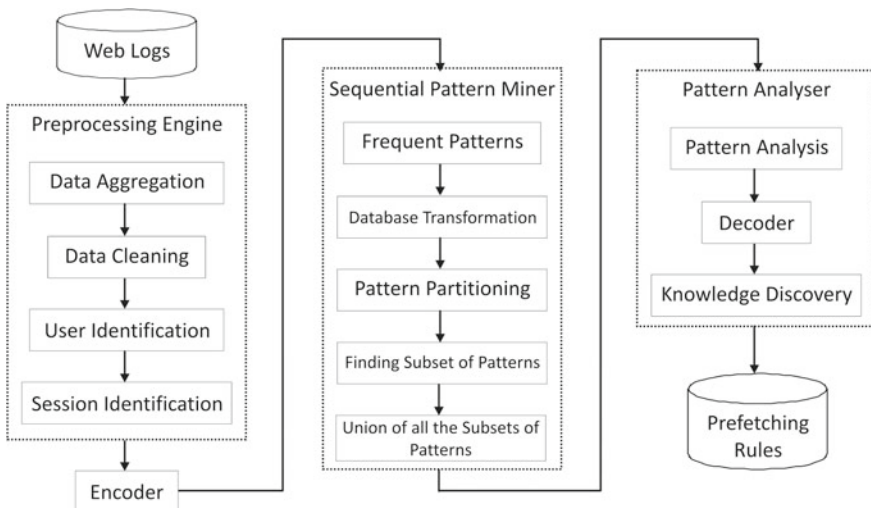 Web Logs
Preprocessing Engine
Data Aggregation
Data Cleaning
User Identification
Session Identification
Encoder
Sequential Pattern Miner
Frequent Patterns
Database Transformation
Pattern Partitioning
Finding Subset of Patterns
Union of all the Subsets of
Patterns
Pattern Analyser
Pattern Analysis
Decoder
Knowledge Discovery
Prefetching
Rules